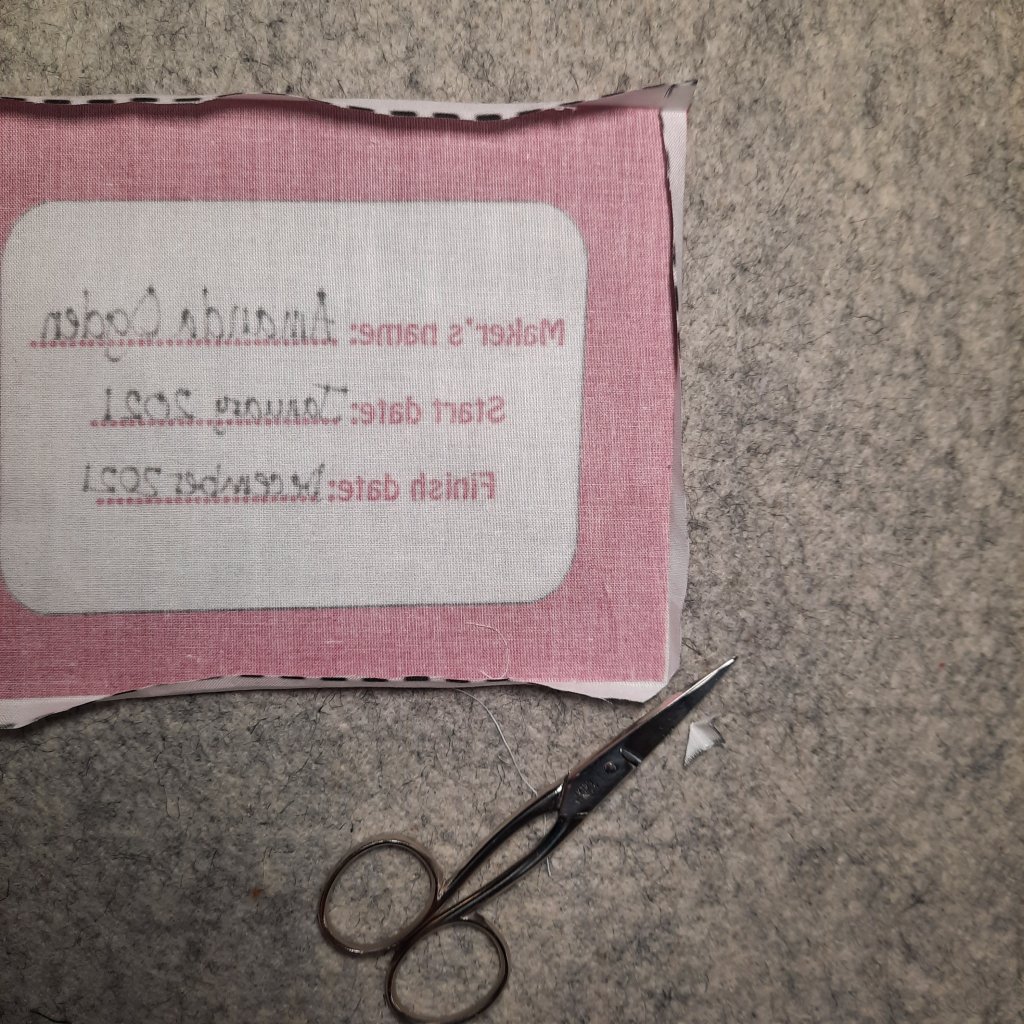 Maker's name: Amanda Ogden
Start date: January 2021
Finish date: December 2021